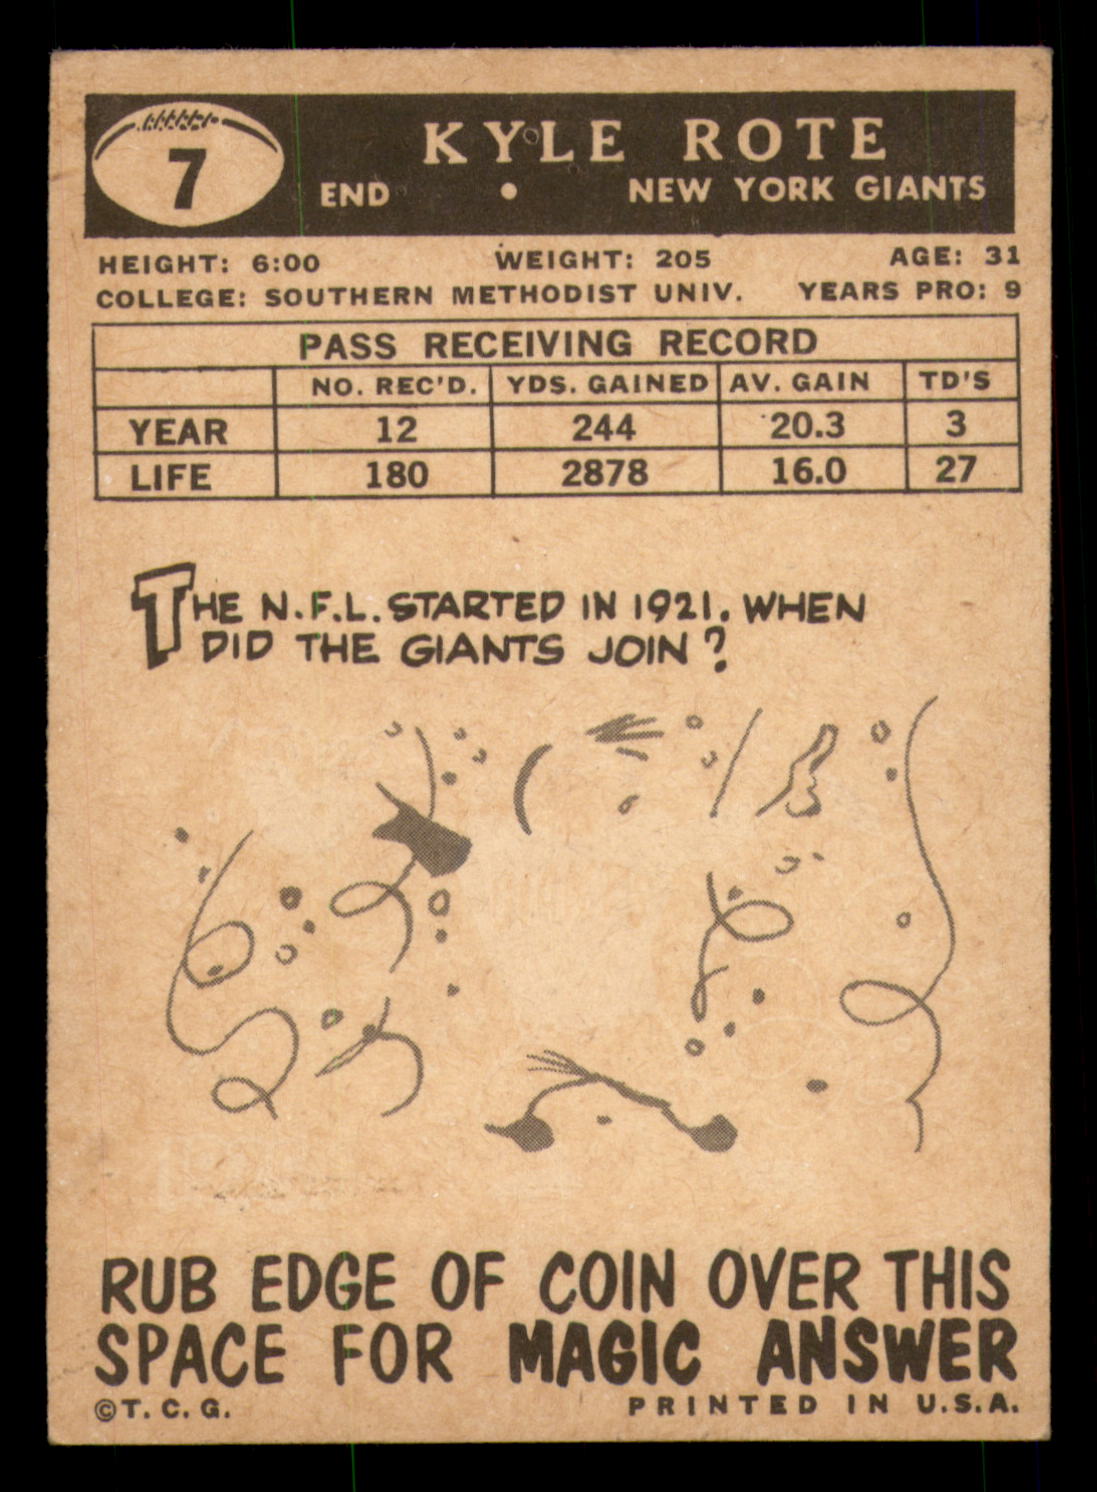 7
KYLE ROTE
END • NEW YORK GIANTS
HEIGHT: 6:00 WEIGHT: 205 AGE: 31
COLLEGE: SOUTHERN METHODIST UNIV. YEARS PRO: 9
PASS RECEIVING RECORD
NO. REC'D. YDS. GAINED AV. GAIN TD'S
YEAR 12 244 20.3 3
LIFE 180 2878 16.0 27
THE N.F.L. STARTED IN 1921. WHEN
DID THE GIANTS JOIN?
RUB EDGE OF COIN OVER THIS
SPACE FOR MAGIC ANSWER
©T. C. G. PRINTED IN U.S.A.